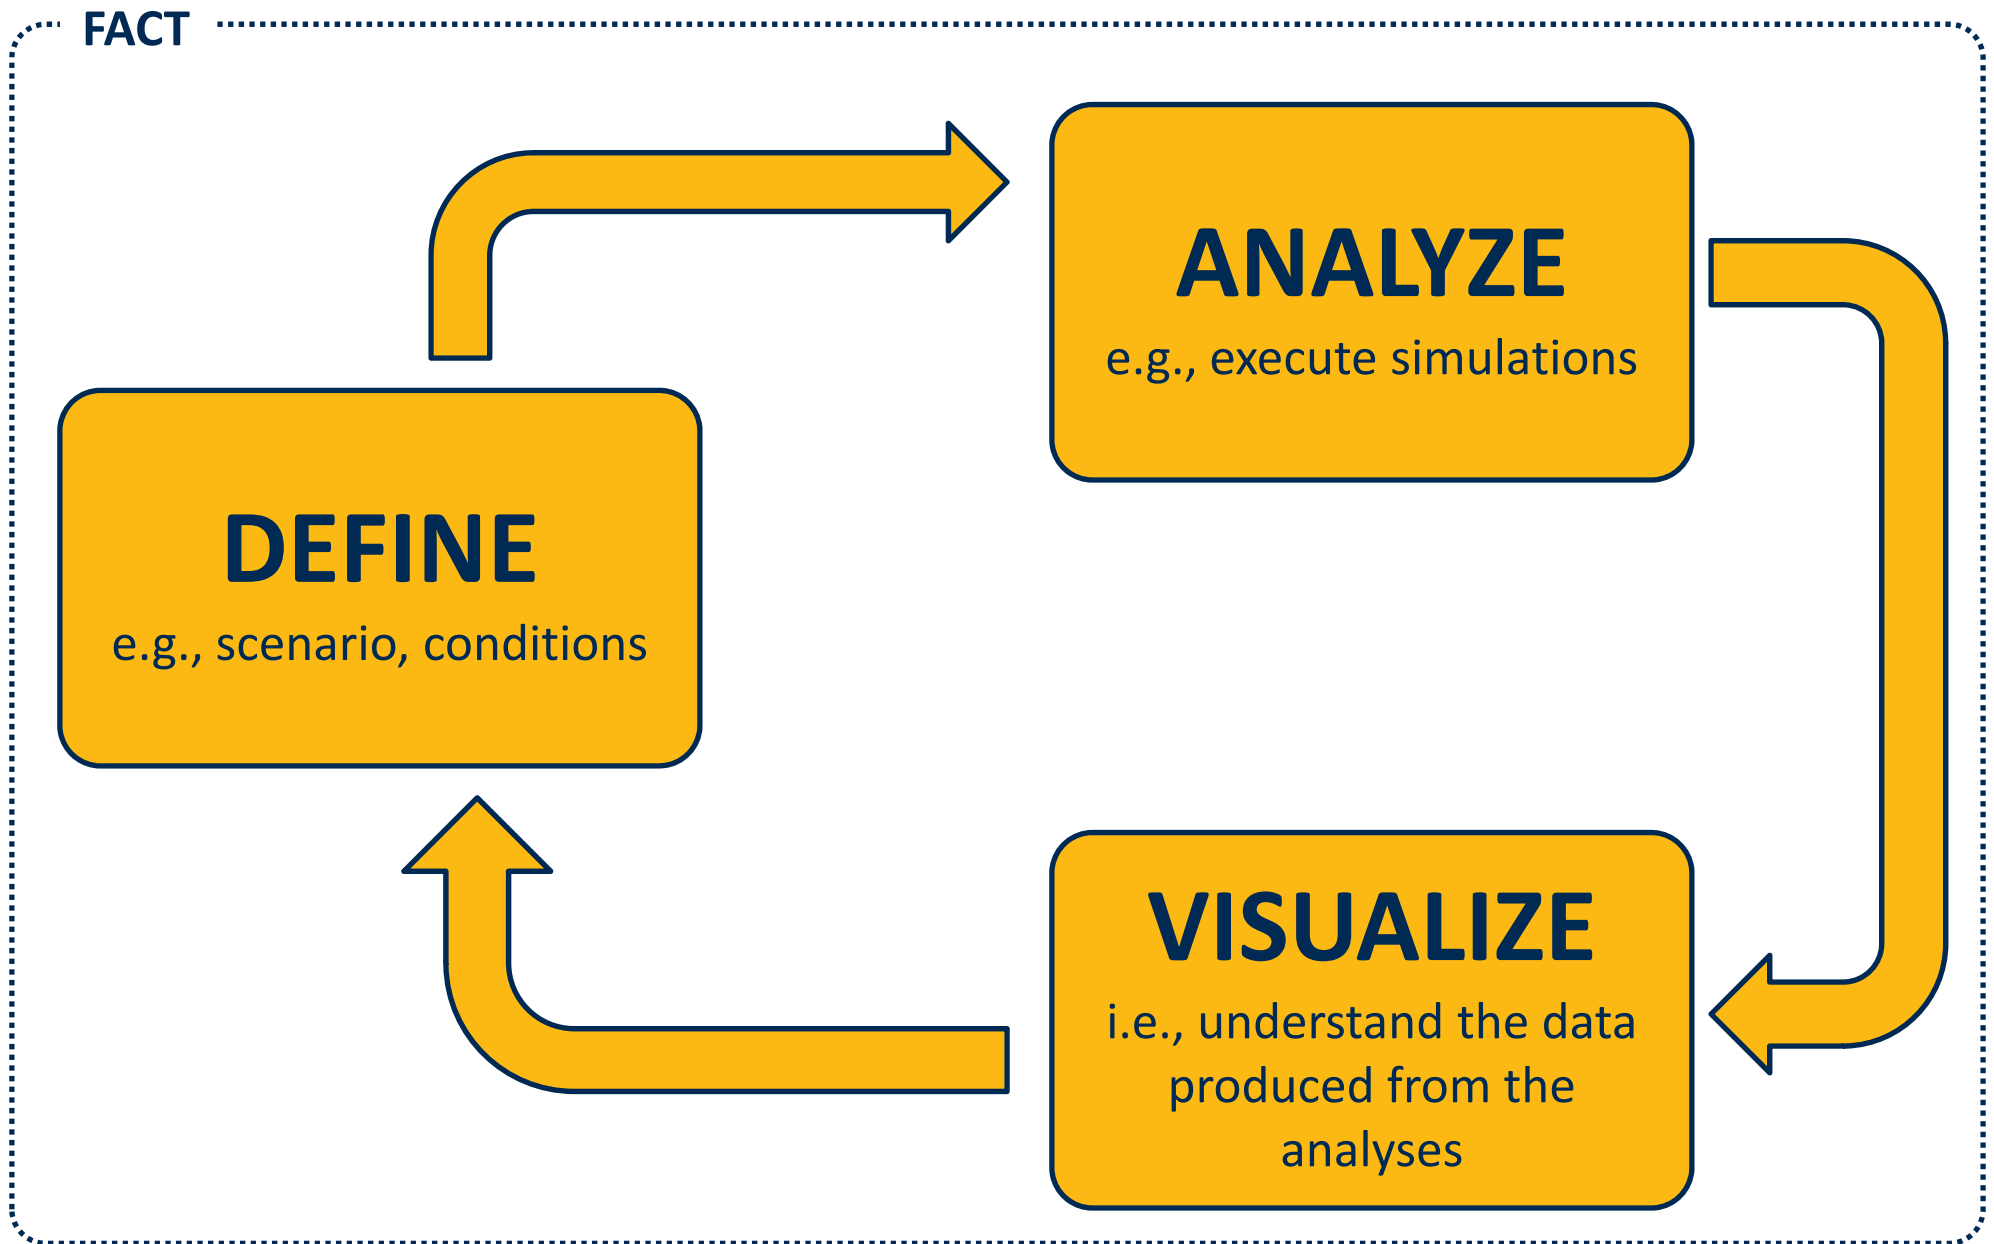 FACT
ANALYZE
e.g., execute simulations
DEFINE
e.g., scenario, conditions
VISUALIZE
i.e., understand the data
produced from the
analyses